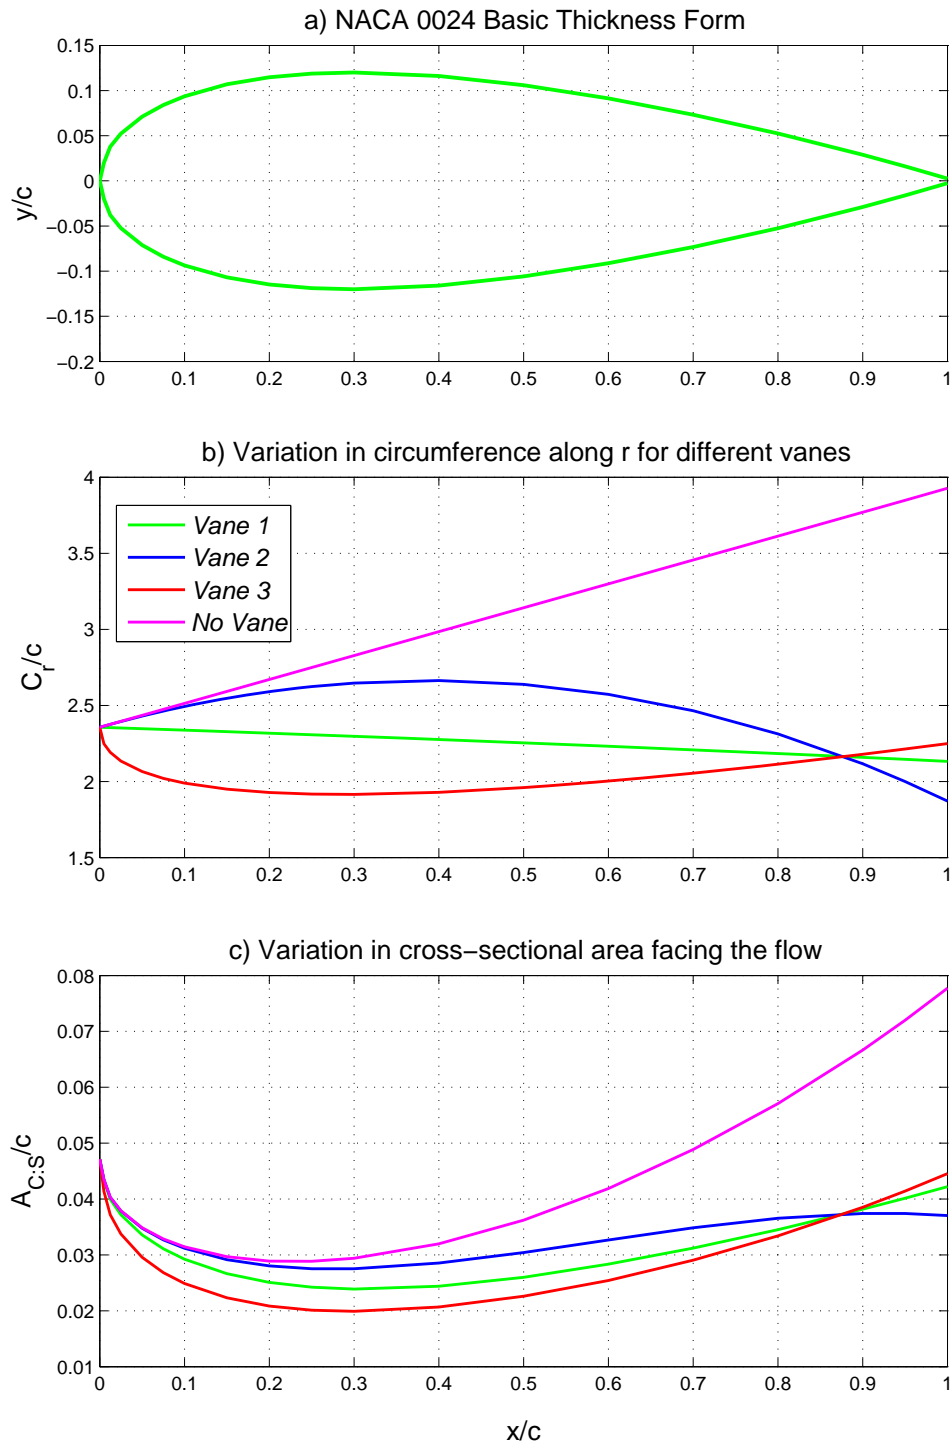 a) NACA 0024 Basic Thickness Form
y/c
0.15
0.1
0.05
0
−0.05
−0.1
−0.15
−0.2
0 0.1 0.2 0.3 0.4 0.5 0.6 0.7 0.8 0.9 1
b) Variation in circumference along r for different vanes
C_r/c
4
3.5
3
2.5
2
1.5
Vane 1
Vane 2
Vane 3
No Vane
0 0.1 0.2 0.3 0.4 0.5 0.6 0.7 0.8 0.9 1
c) Variation in cross−sectional area facing the flow
A_C:S/c
0.08
0.07
0.06
0.05
0.04
0.03
0.02
0.01
0 0.1 0.2 0.3 0.4 0.5 0.6 0.7 0.8 0.9 1
x/c